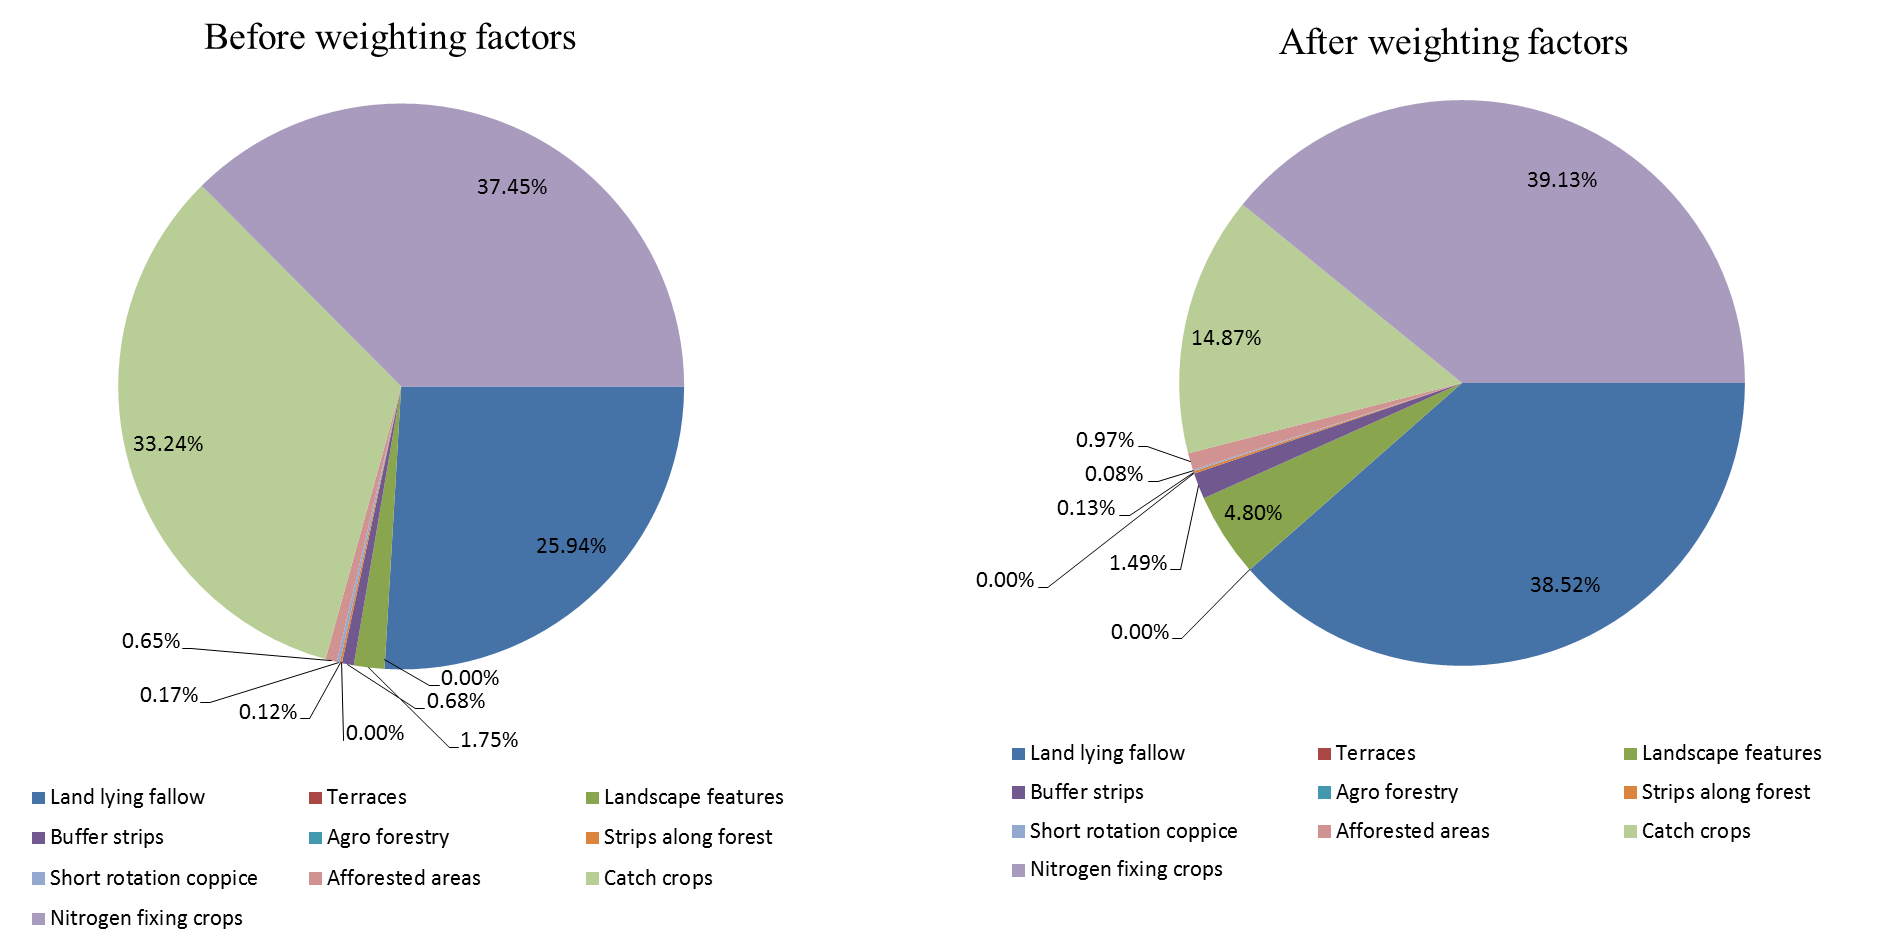 Before weighting factors
37.45%
33.24%
25.94%
0.65%
0.00%
0.17%
0.68%
0.12%
0.00%
1.75%
Land lying fallow
Terraces
Landscape features
Buffer strips
Agro forestry
Strips along forest
Short rotation coppice
Afforested areas
Catch crops
Nitrogen fixing crops
After weighting factors
39.13%
14.87%
0.97%
0.08%
0.13%
4.80%
1.49%
0.00%
38.52%
0.00%
Land lying fallow
Terraces
Landscape features
Buffer strips
Agro forestry
Strips along forest
Short rotation coppice
Afforested areas
Catch crops
Nitrogen fixing crops